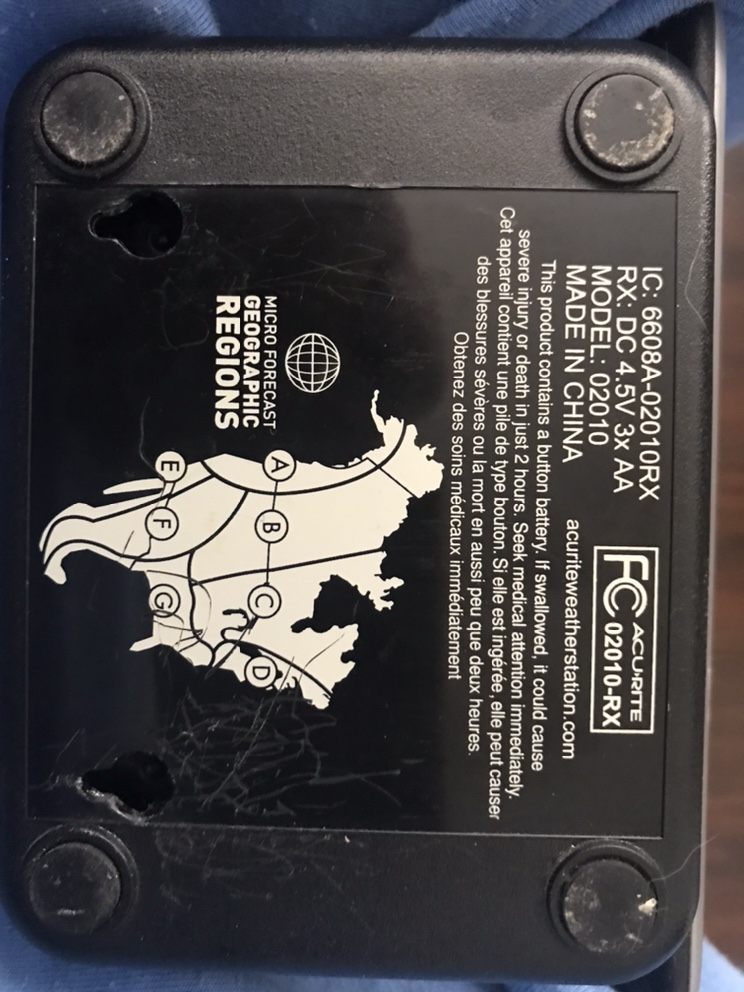 IC: 6608A-02010RX
RX: DC 4.5V 3x AA
MODEL: 02010
MADE IN CHINA
FC
ACU·RITE
02010-RX
acuriteweatherstation.com
This product contains a button battery. If swallowed, it could cause
severe injury or death in just 2 hours. Seek medical attention immediately.
Cet appareil contient une pile de type bouton. Si elle est ingérée, elle peut causer
des blessures sévères ou la mort en aussi peu que deux heures.
Obtenez des soins médicaux immédiatement
MICRO FORECAST
GEOGRAPHIC
REGIONS
A
B
C
D
E
F
G